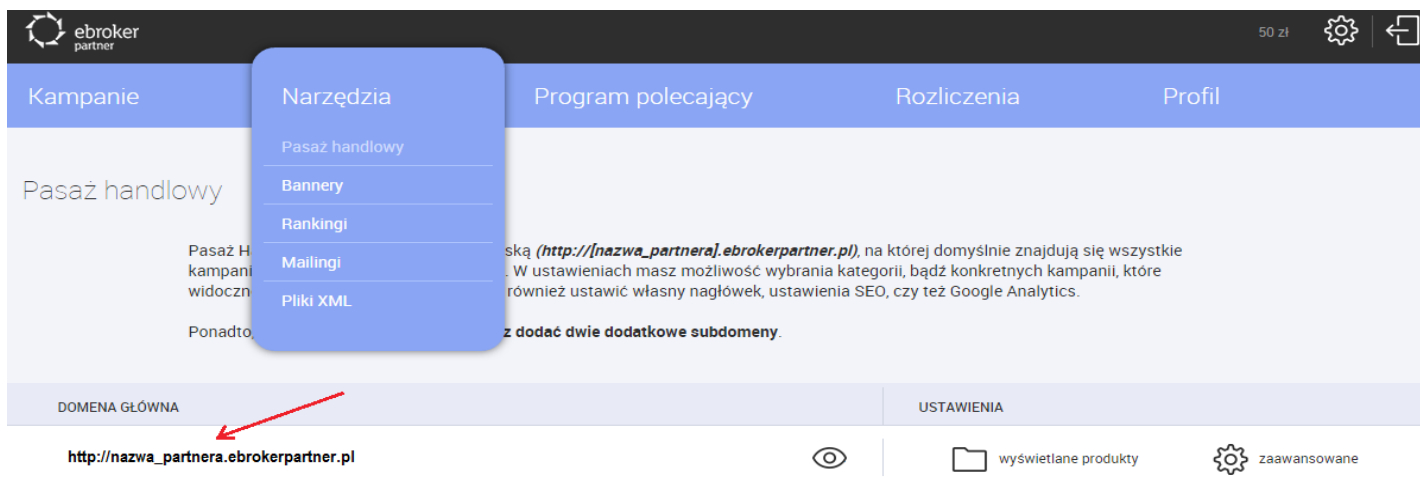 ebroker
partner
50 zł
Kampanie Narzędzia Program polecający Rozliczenia Profil
Pasaż handlowy
Bannery
Rankingi
Mailingi
Pliki XML
Pasaż handlowy
Pasaż H ską (http://[nazwa_partnera].ebrokerpartner.pl), na której domyślnie znajdują się wszystkie
kampani . W ustawieniach masz możliwość wybrania kategorii, bądź konkretnych kampanii, które
widoczn również ustawić własny nagłówek, ustawienia SEO, czy też Google Analytics.
Ponadto, z dodać dwie dodatkowe subdomeny.
DOMENA GŁÓWNA USTAWIENIA
http://nazwa_partnera.ebrokerpartner.pl wyświetlane produkty zaawansowane